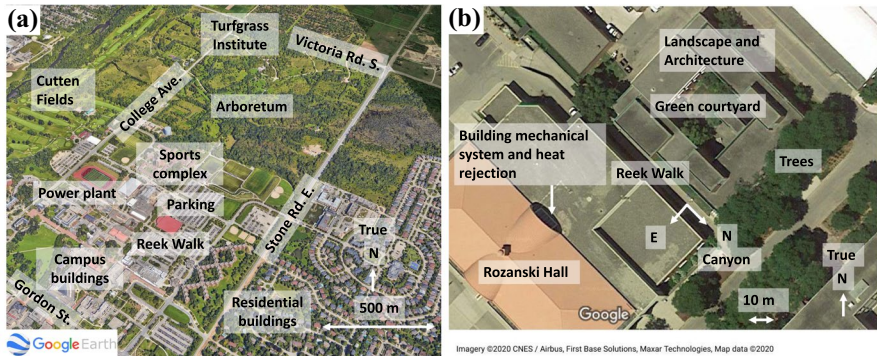 (a)
Turfgrass
Institute
Victoria Rd. S.
Cutten
Fields
College Ave.
Arboretum
Sports
complex
Power plant
Parking
Stone Rd. E.
Reek Walk
True
N
Campus
buildings
Gordon St.
Residential
buildings
500 m
Google Earth
(b)
Landscape and
Architecture
Green courtyard
Building mechanical
system and heat
rejection
Reek Walk
Trees
E
N
Canyon
True
N
Rozanski Hall
10 m
Google
Imagery ©2020 CNES / Airbus, First Base Solutions, Maxar Technologies, Map data ©2020